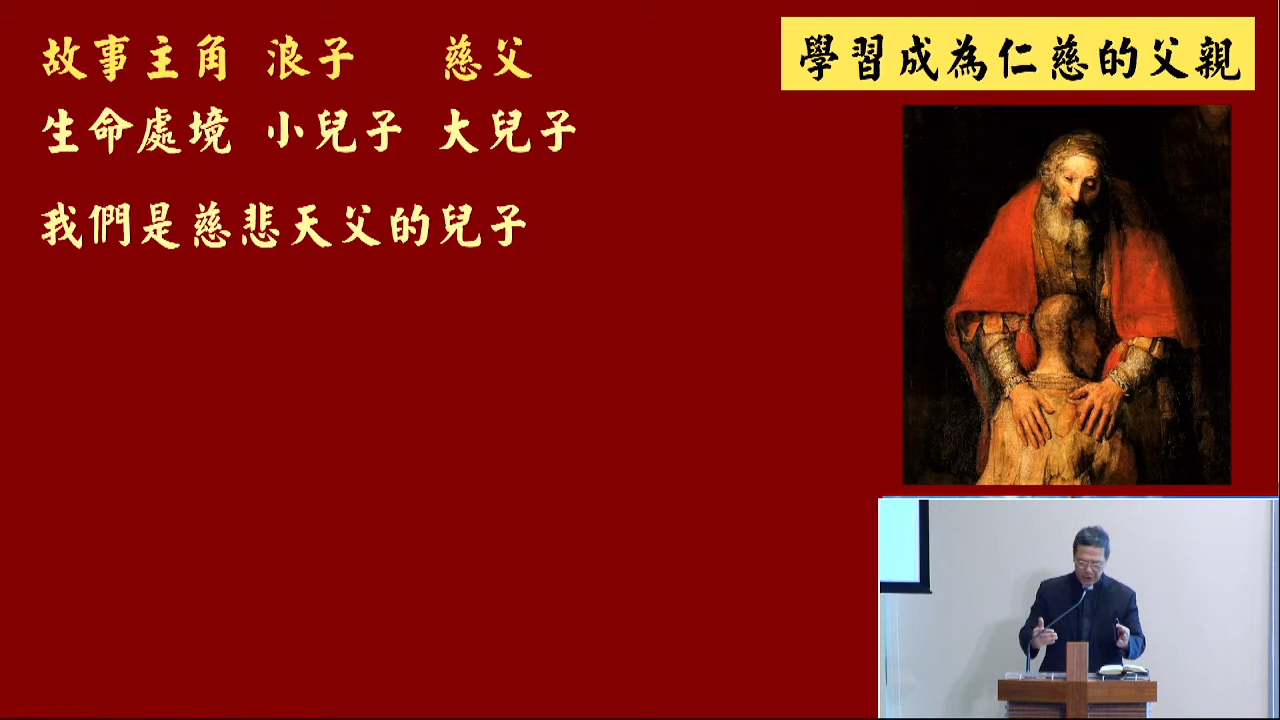 學習成為仁慈的父親
故事主角 浪子 慈父
生命處境 小兒子 大兒子
我們是慈悲天父的兒子